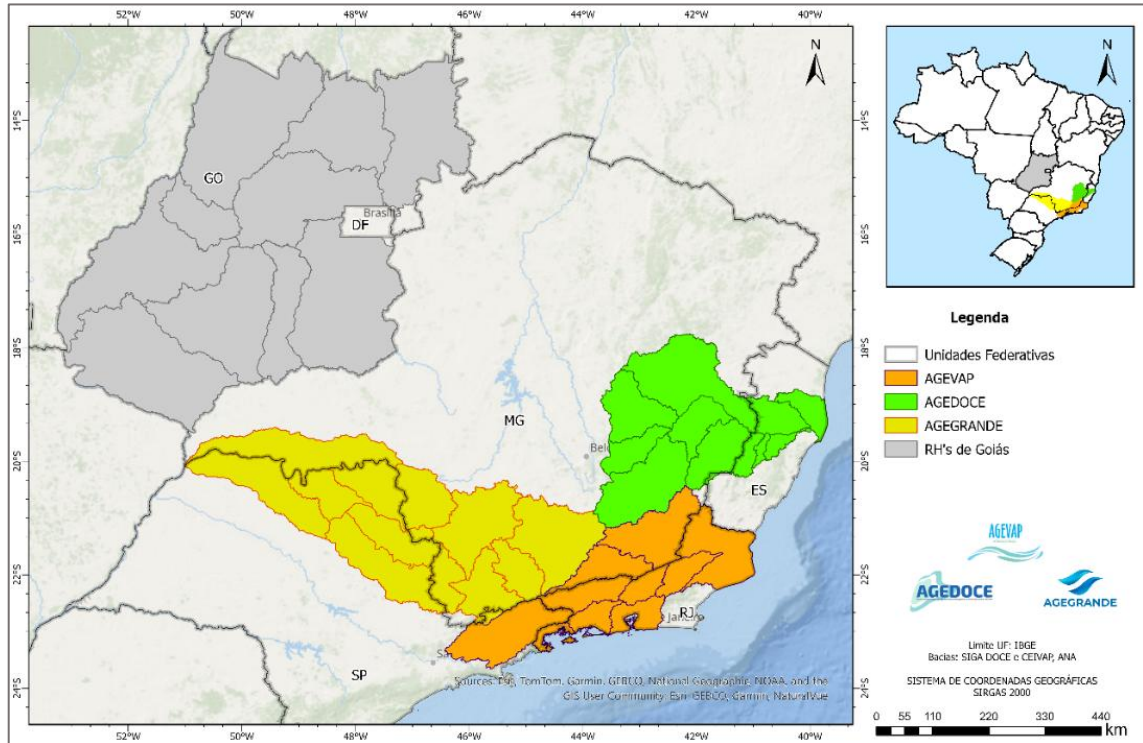 52°W 50°W 48°W 46°W 44°W 42°W 40°W
N
N
14°S
14°S
GO
Brasília
DF
16°S
16°S
18°S
18°S
MG
Belo
20°S
20°S
ES
22°S
22°S
RJ
Janeiro
SP
24°S
24°S
Sources: Esri, TomTom, Garmin, GEBCO, National Geographic, NOAA, and the
GIS User Community, Esri, GEBCO, Garmin, NaturalVue
52°W 50°W 48°W 46°W 44°W 42°W 40°W
Legenda
Unidades Federativas
AGEVAP
AGEDOCE
AGEGRANDE
RH's de Goiás
AGEVAP
AGEDOCE
AGEGRANDE
Limite UF: IBGE
Bacias: SIGA DOCE e CEIVAP, ANA
SISTEMA DE COORDENADAS GEOGRÁFICAS
SIRGAS 2000
0 55 110 220 330 440
km